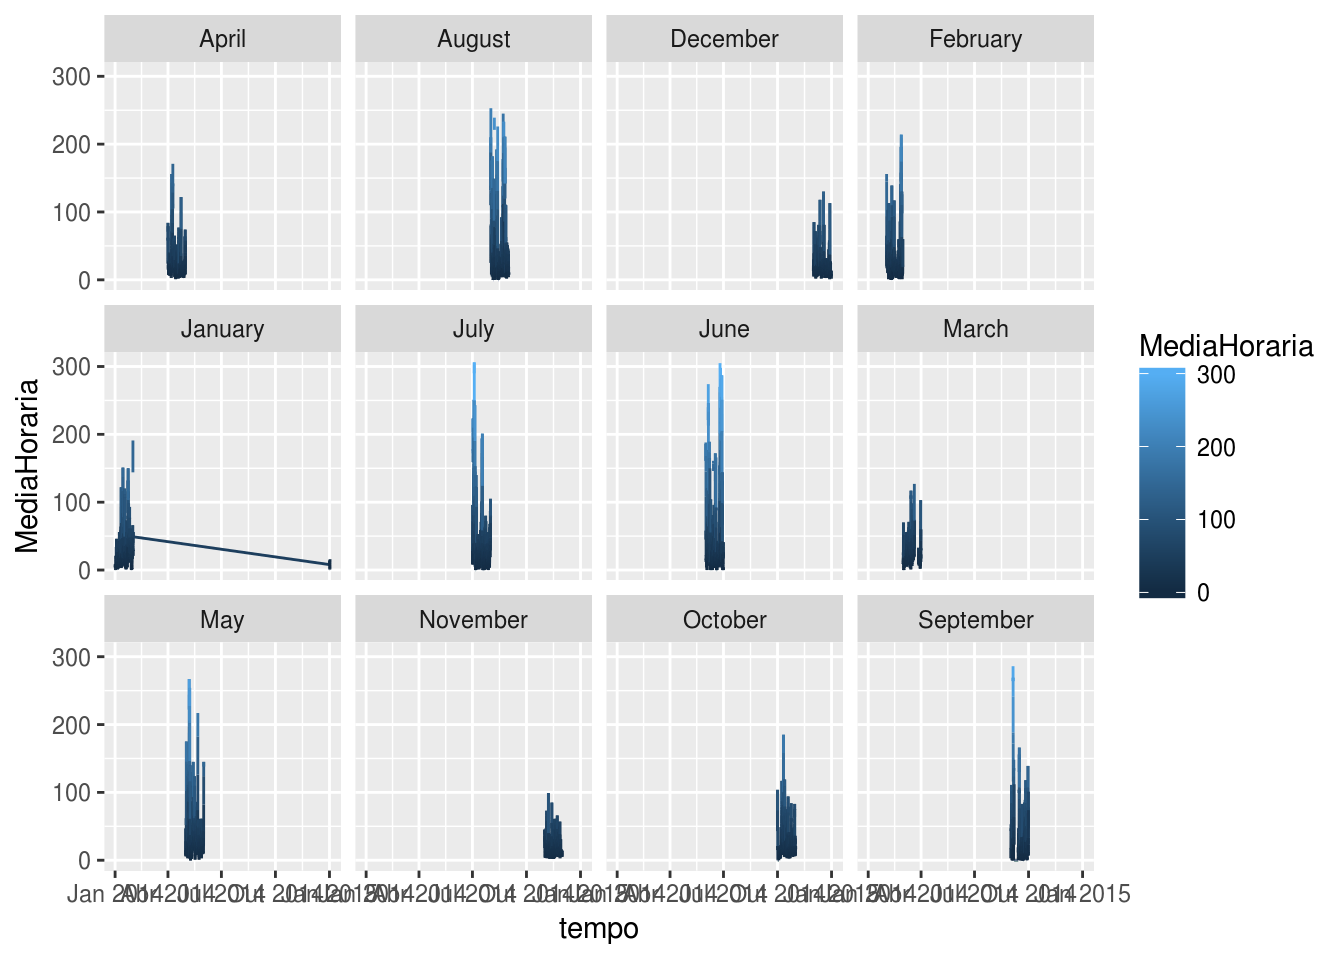 April August December February
300
200
100
0
January July June March
MediaHoraria
300
200
100
0
300
200
100
0
MediaHoraria
May November October September
300
200
100
0
Jan 2014 Jan 2015
tempo